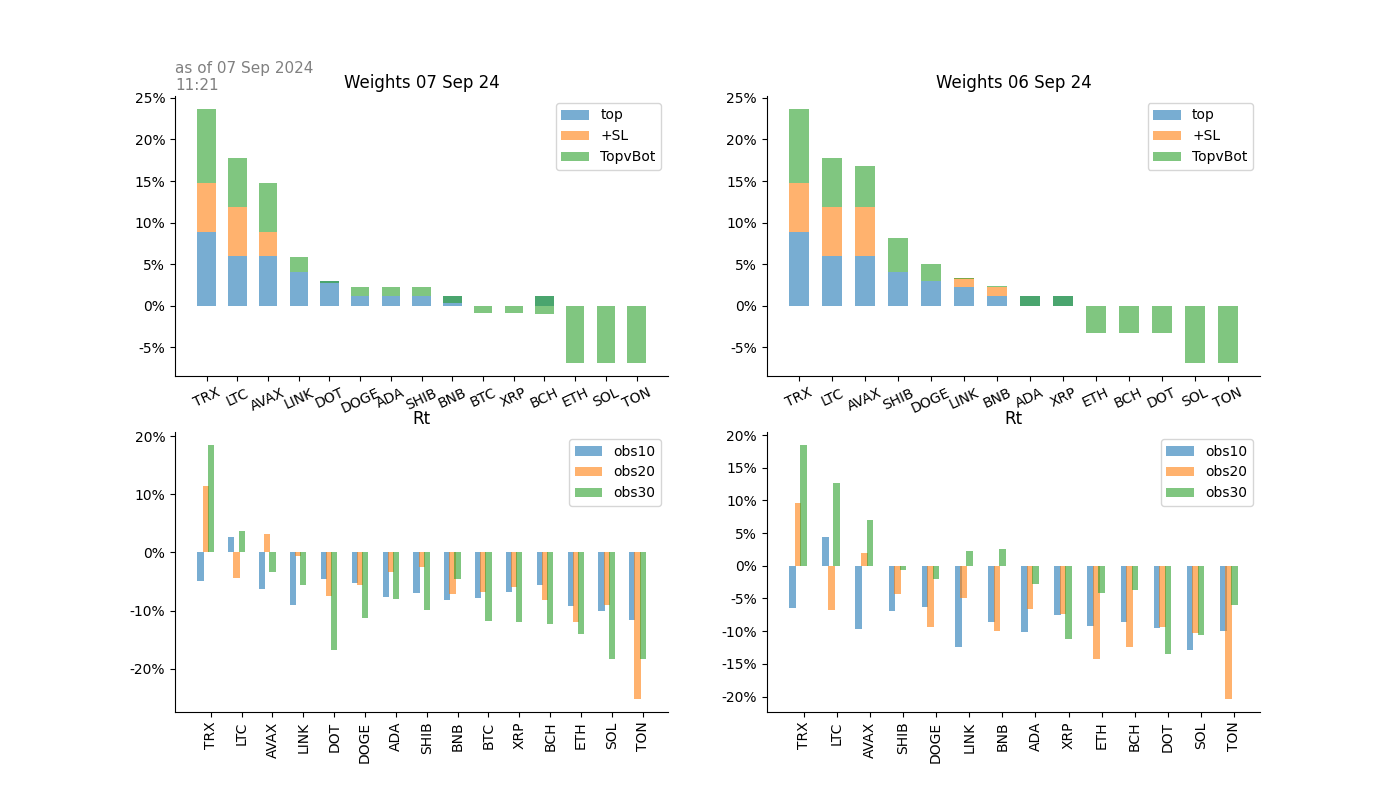 as of 07 Sep 2024
11:21
Weights 07 Sep 24
25%
20%
15%
10%
5%
0%
-5%
top
+SL
TopvBot
TRX LTC AVAX LINK DOT DOGE ADA SHIB BNB BTC XRP BCH ETH SOL TON
Weights 06 Sep 24
25%
20%
15%
10%
5%
0%
-5%
top
+SL
TopvBot
TRX LTC AVAX SHIB DOGE LINK BNB ADA XRP ETH BCH DOT SOL TON
Rt
20%
10%
0%
-10%
-20%
obs10
obs20
obs30
TRX LTC AVAX LINK DOT DOGE ADA SHIB BNB BTC XRP BCH ETH SOL TON
Rt
20%
15%
10%
5%
0%
-5%
-10%
-15%
-20%
obs10
obs20
obs30
TRX LTC AVAX SHIB DOGE LINK BNB ADA XRP ETH BCH DOT SOL TON